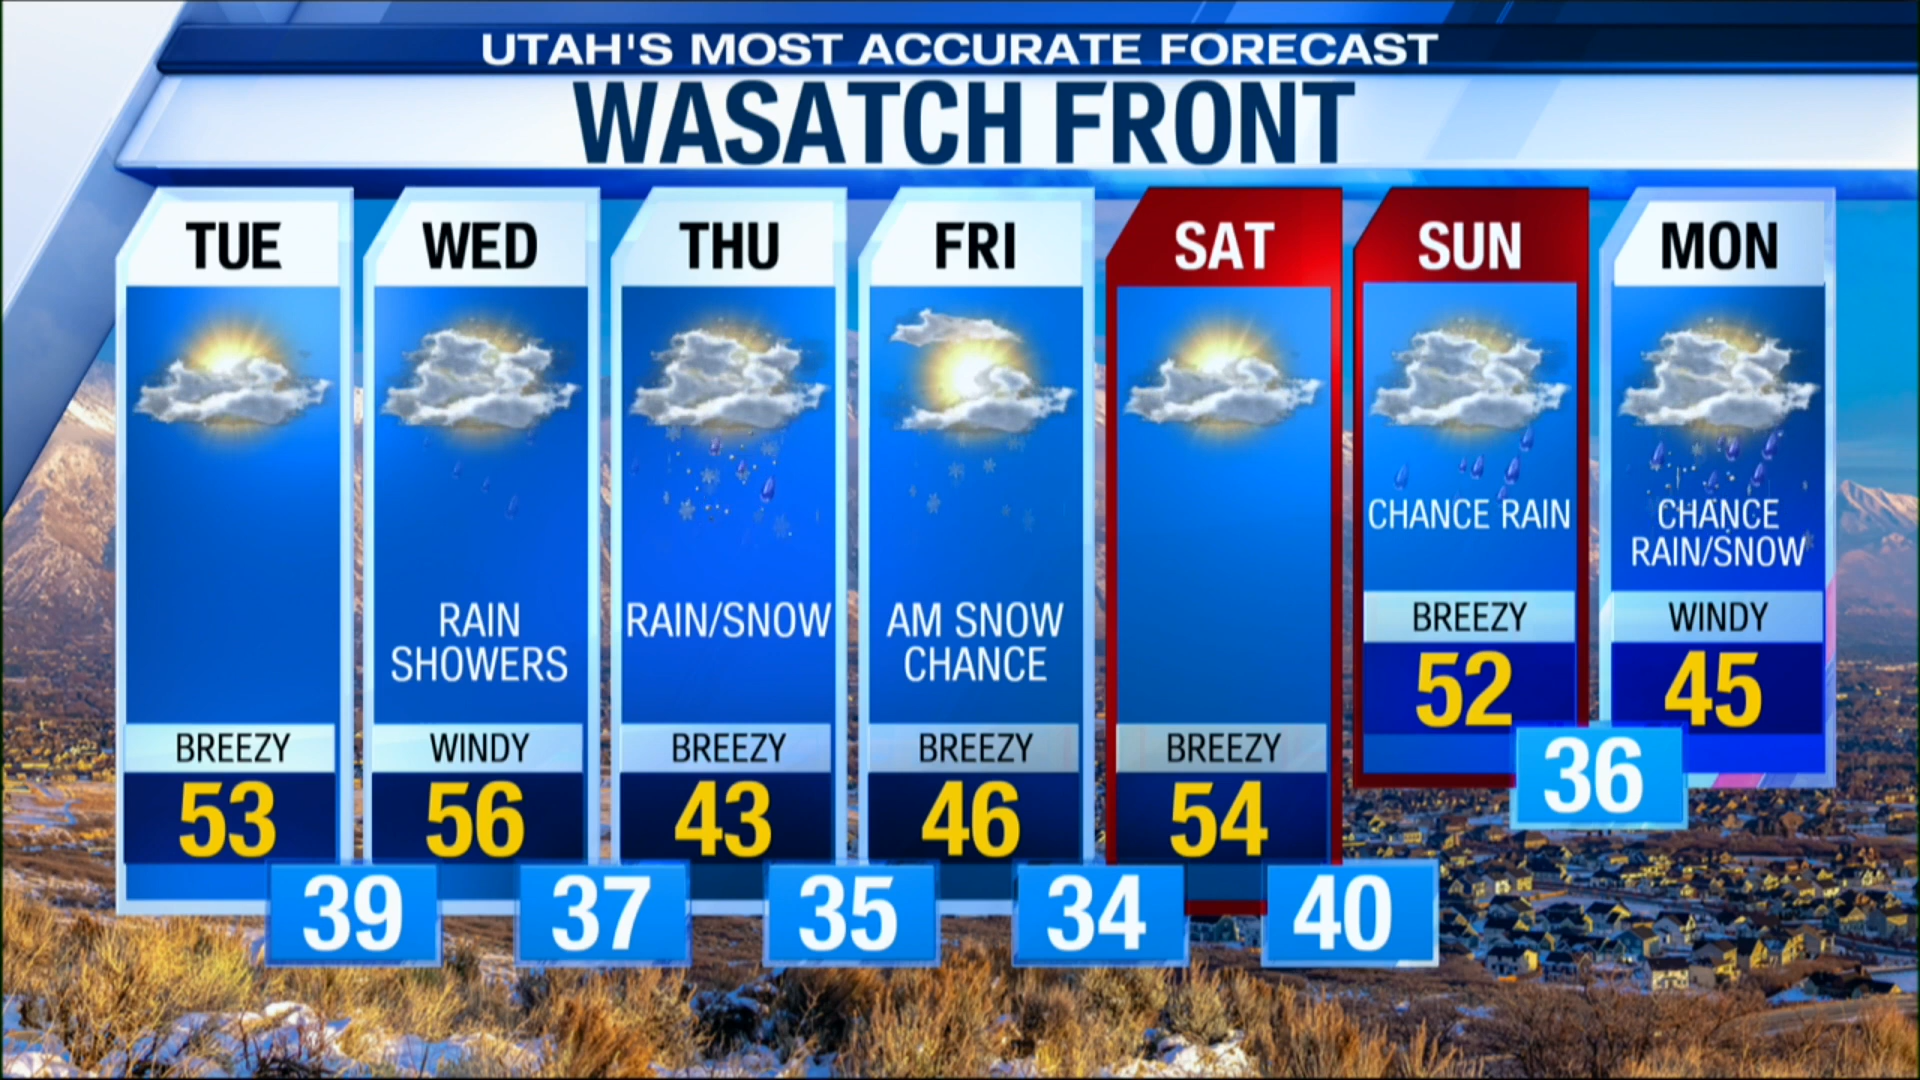 UTAH'S MOST ACCURATE FORECAST
WASATCH FRONT
TUE
BREEZY
53
39
WED
RAIN
SHOWERS
WINDY
56
37
THU
RAIN/SNOW
BREEZY
43
35
FRI
AM SNOW
CHANCE
BREEZY
46
34
SAT
BREEZY
54
40
SUN
CHANCE RAIN
BREEZY
52
36
MON
CHANCE
RAIN/SNOW
WINDY
45